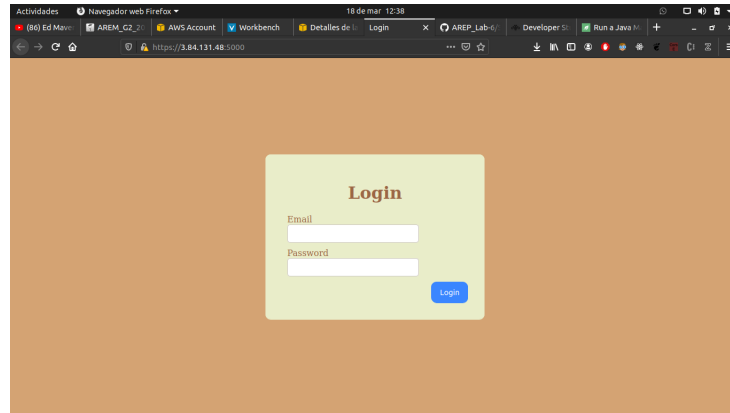 Actividades Navegador web Firefox 18 de mar 12:38
(86) Ed Mave AREM_G2_20 AWS Account Workbench Detalles de la Login AREP_Lab-6/ Developer St Run a Java M
https://3.84.131.48:5000
Login
Email
Password
Login